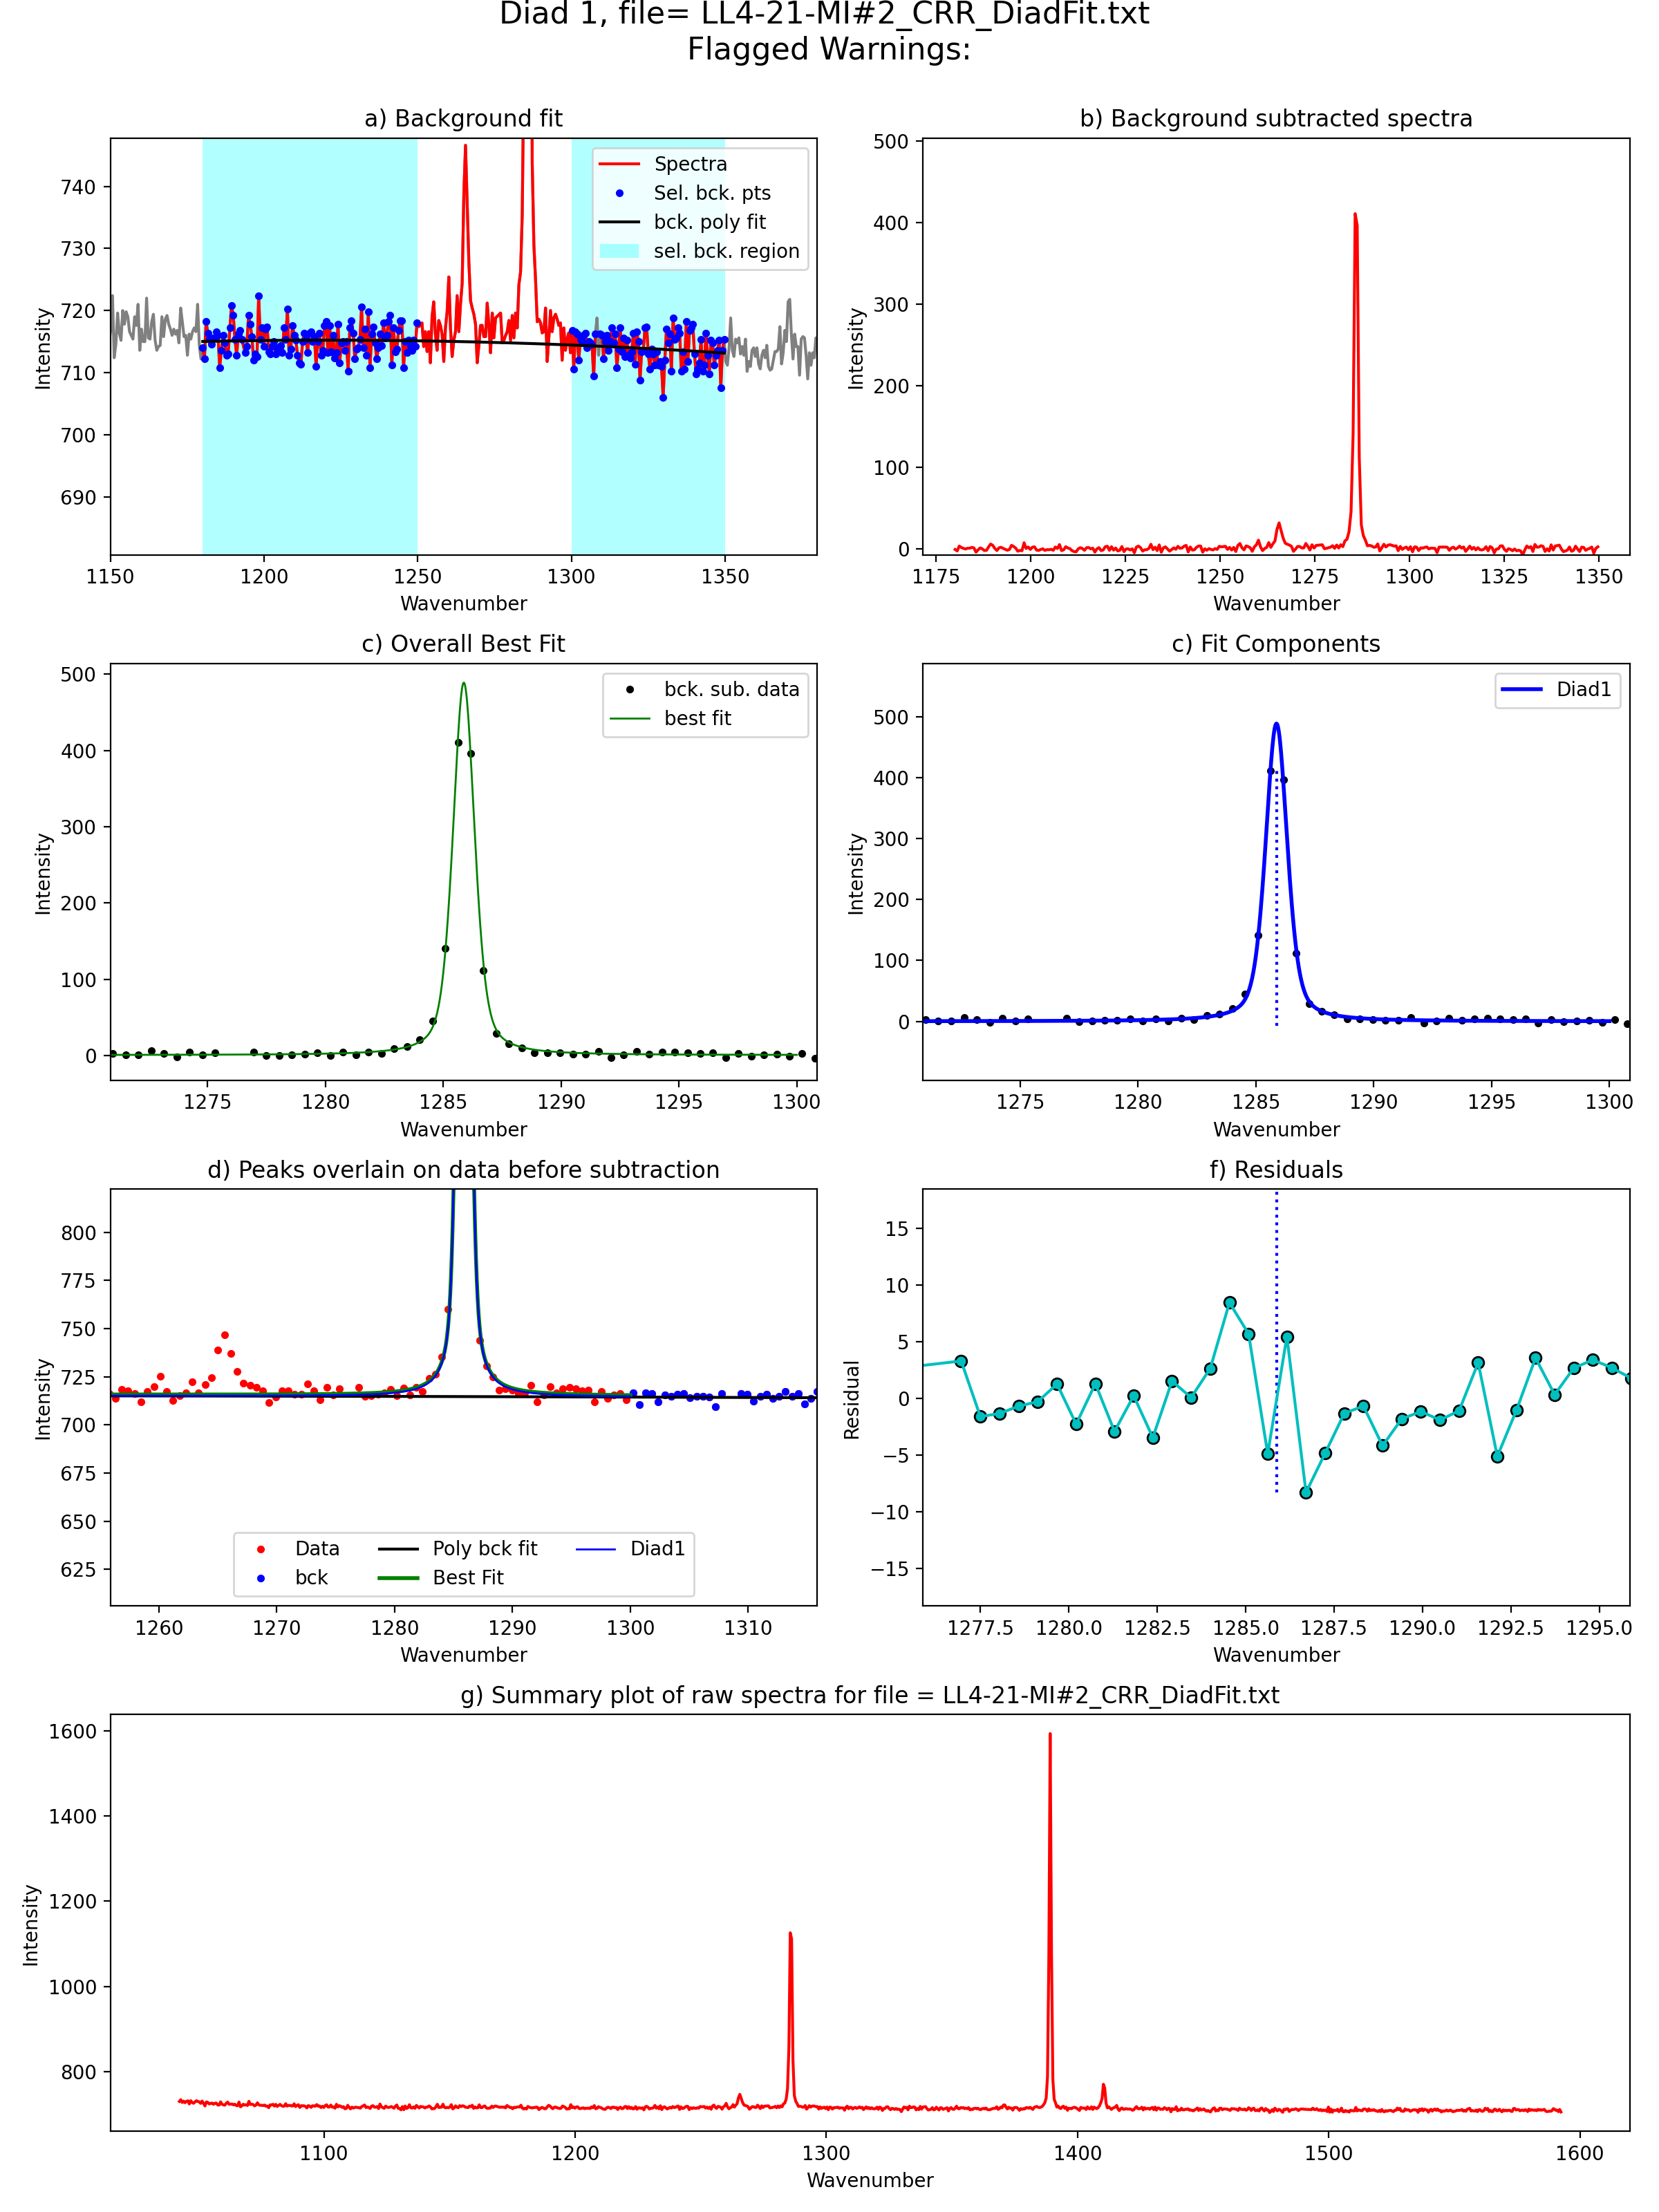 Diad 1, file= LL4-21-MI#2_CRR_DiadFit.txt
Flagged Warnings:
a) Background fit
740
730
720
710
700
690
Intensity
Spectra
Sel. bck. pts
bck. poly fit
sel. bck. region
1150 1200 1250 1300 1350
Wavenumber
b) Background subtracted spectra
500
400
300
200
100
0
Intensity
1175 1200 1225 1250 1275 1300 1325 1350
Wavenumber
c) Overall Best Fit
500
400
300
200
100
0
Intensity
bck. sub. data
best fit
1275 1280 1285 1290 1295 1300
Wavenumber
c) Fit Components
500
400
300
200
100
0
Intensity
Diad1
1275 1280 1285 1290 1295 1300
Wavenumber
d) Peaks overlain on data before subtraction
800
775
750
725
700
675
650
625
Intensity
Data Poly bck fit Diad1
bck Best Fit
1260 1270 1280 1290 1300 1310
Wavenumber
f) Residuals
15
10
5
0
−5
−10
−15
Residual
1277.5 1280.0 1282.5 1285.0 1287.5 1290.0 1292.5 1295.0
Wavenumber
g) Summary plot of raw spectra for file = LL4-21-MI#2_CRR_DiadFit.txt
1600
1400
1200
1000
800
Intensity
1100 1200 1300 1400 1500 1600
Wavenumber